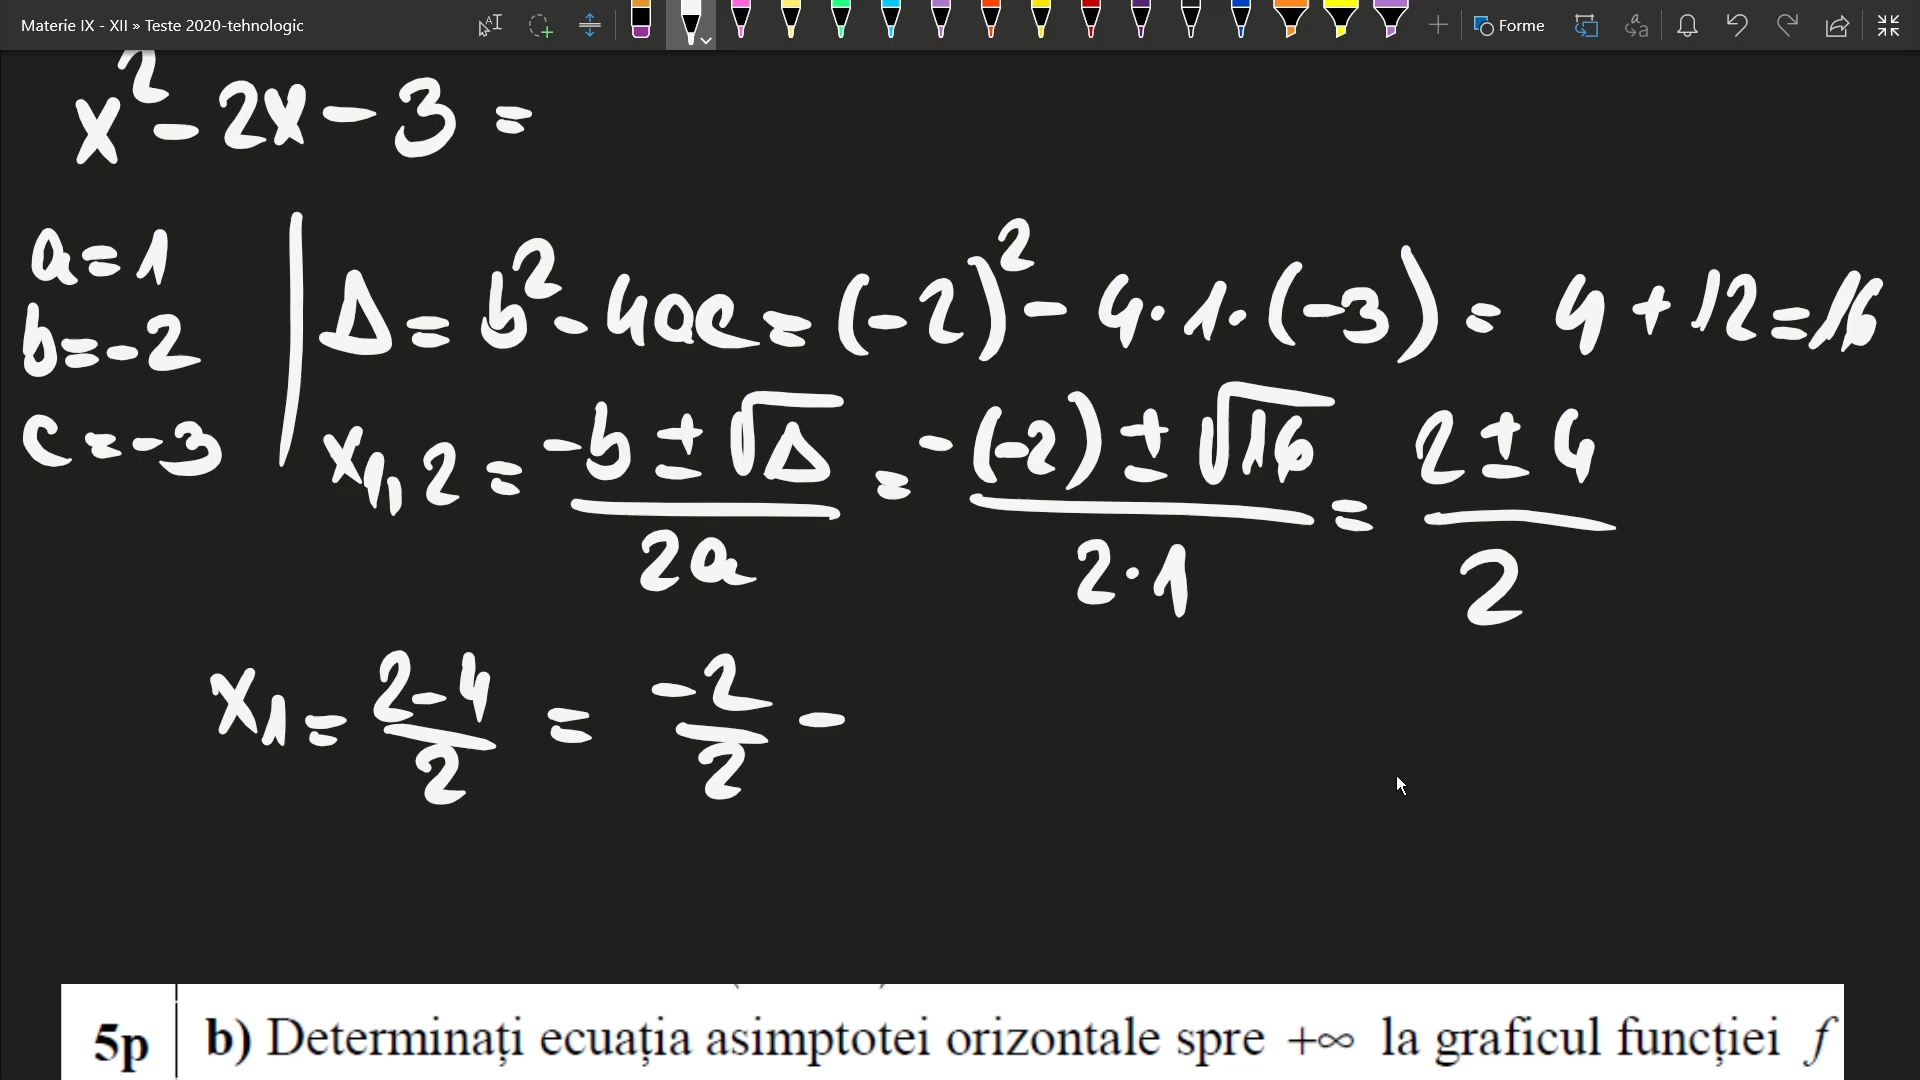 Materie IX - XII » Teste 2020-tehnologic
Forme
x² - 2x - 3 =
a = 1
b = -2
c = -3
Δ = b² - 4ac = (-2)² - 4·1·(-3) = 4 + 12 = 16
x₁,₂ = (-b ± √Δ)/2a = (-(-2) ± √16)/2·1 = (2 ± 4)/2
x₁ = (2-4)/2 = -2/2 -
5p b) Determinați ecuația asimptotei orizontale spre +∞ la graficul funcției f